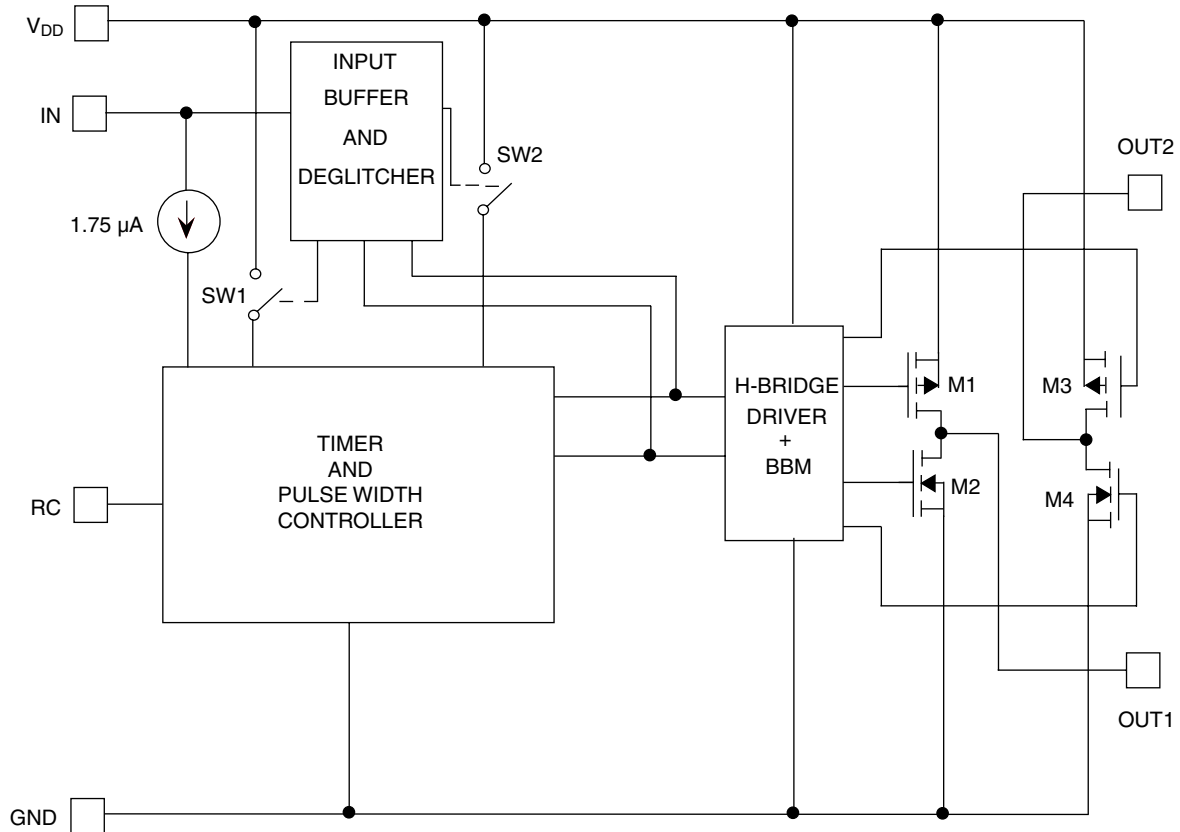 VDD
INPUT
BUFFER
AND
DEGLITCHER
IN
SW2
OUT2
1.75 µA
SW1
M1
M3
H-BRIDGE
DRIVER
+
BBM
TIMER
AND
PULSE WIDTH
CONTROLLER
M2
M4
RC
OUT1
GND